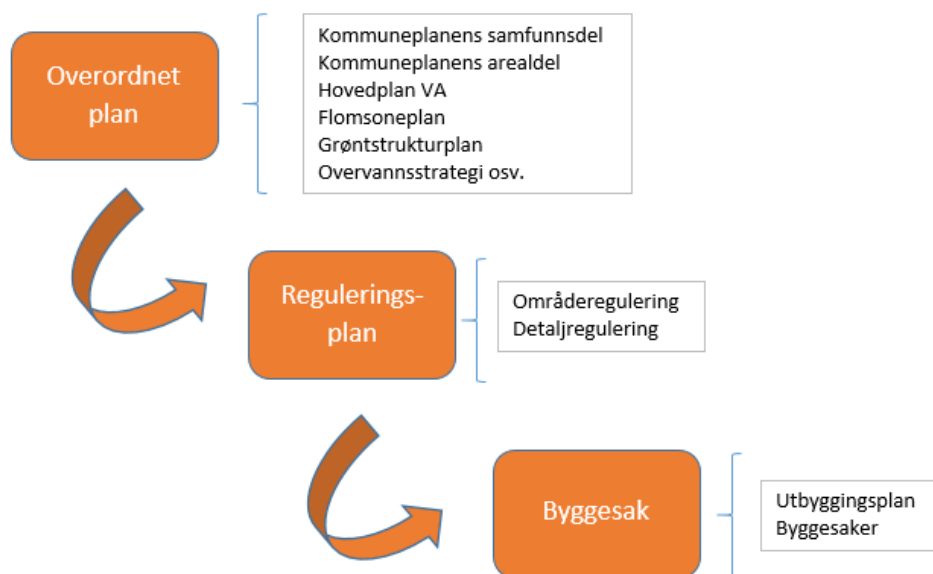 Overordnet
plan
Kommuneplanens samfunnsdel
Kommuneplanens arealdel
Hovedplan VA
Flomsoneplan
Grøntstrukturplan
Overvannsstrategi osv.
Regulerings-
plan
Områderegulering
Detaljregulering
Byggesak
Utbyggingsplan
Byggesaker